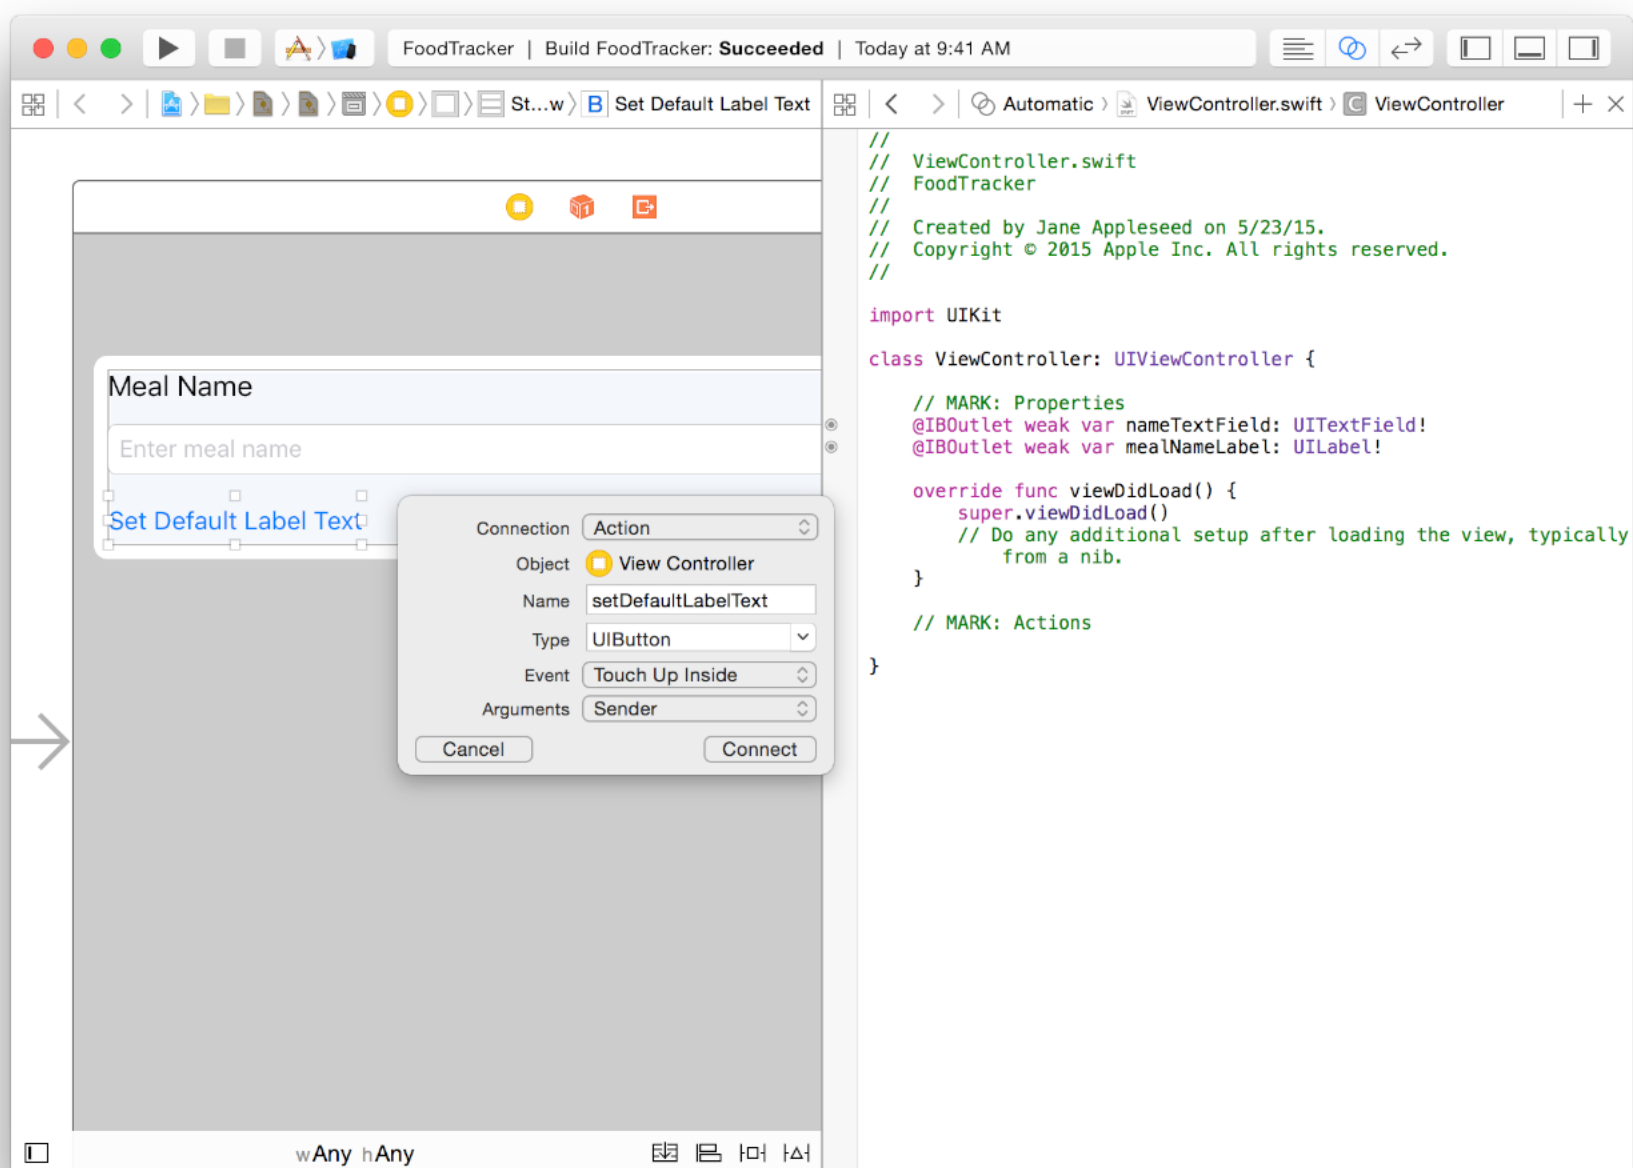 FoodTracker | Build FoodTracker: Succeeded | Today at 9:41 AM
St...w B Set Default Label Text
Automatic ViewController.swift C ViewController
Meal Name
Enter meal name
Set Default Label Text
Connection Action
Object View Controller
Name setDefaultLabelText
Type UIButton
Event Touch Up Inside
Arguments Sender
Cancel Connect
wAny hAny
//
// ViewController.swift
// FoodTracker
//
// Created by Jane Appleseed on 5/23/15.
// Copyright © 2015 Apple Inc. All rights reserved.
//
import UIKit
class ViewController: UIViewController {
// MARK: Properties
@IBOutlet weak var nameTextField: UITextField!
@IBOutlet weak var mealNameLabel: UILabel!
override func viewDidLoad() {
super.viewDidLoad()
// Do any additional setup after loading the view, typically
from a nib.
}
// MARK: Actions
}